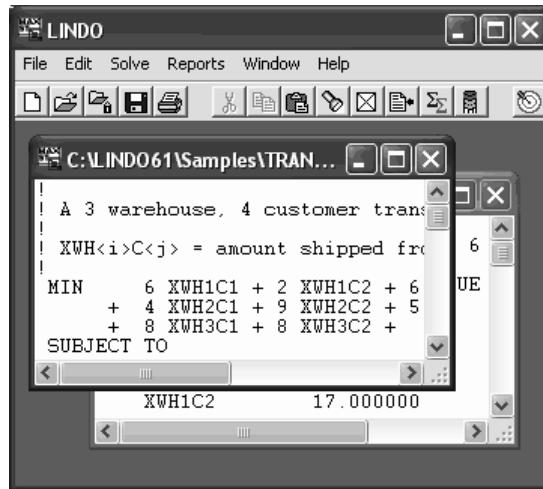 LINDO
File Edit Solve Reports Window Help
C:\LINDO61\Samples\TRAN...
!
! A 3 warehouse, 4 customer trans
!
! XWH<i>C<j> = amount shipped fro
!
MIN 6 XWH1C1 + 2 XWH1C2 + 6
+ 4 XWH2C1 + 9 XWH2C2 + 5
+ 8 XWH3C1 + 8 XWH3C2 +
SUBJECT TO
6
UE
XWH1C2 17.000000